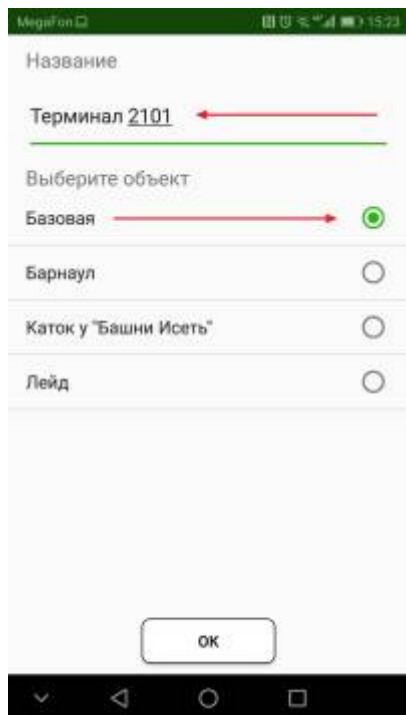 MegaFon 15:23
Название
Терминал 2101
Выберите объект
Базовая
Барнаул
Каток у "Башни Исеть"
Лейд
ОК